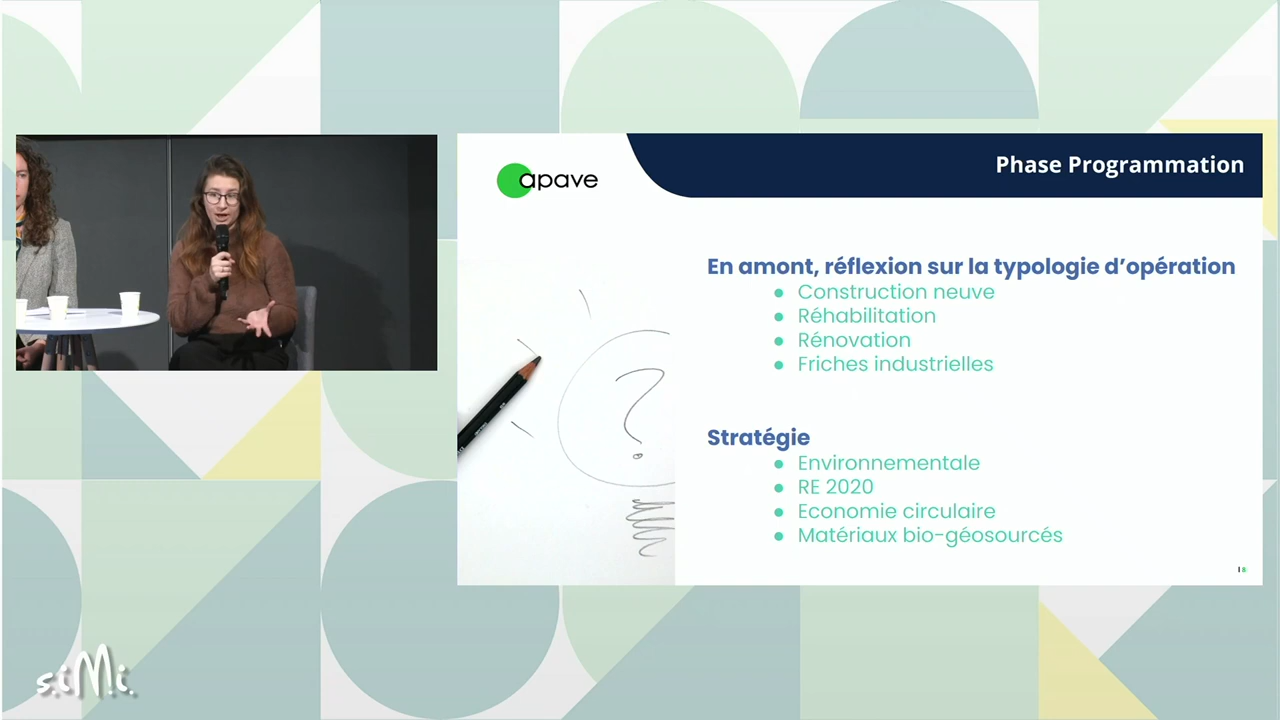 apave
Phase Programmation
En amont, réflexion sur la typologie d'opération
● Construction neuve
● Réhabilitation
● Rénovation
● Friches industrielles
Stratégie
● Environnementale
● RE 2020
● Economie circulaire
● Matériaux bio-géosourcés
s.iMi.